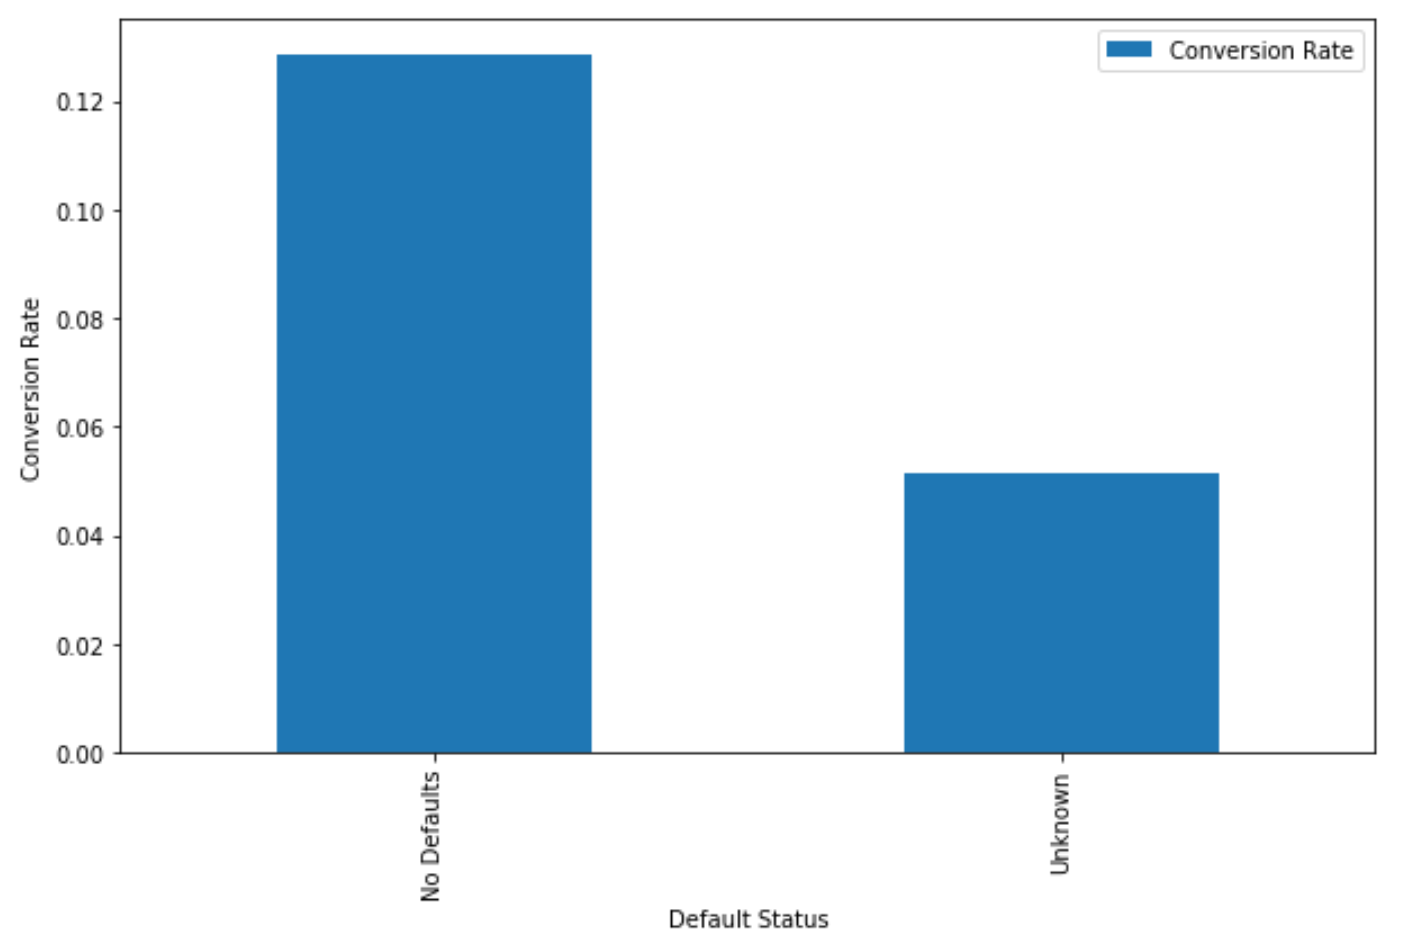 Conversion Rate
0.12
0.10
0.08
0.06
0.04
0.02
0.00
Conversion Rate
No Defaults
Unknown
Default Status